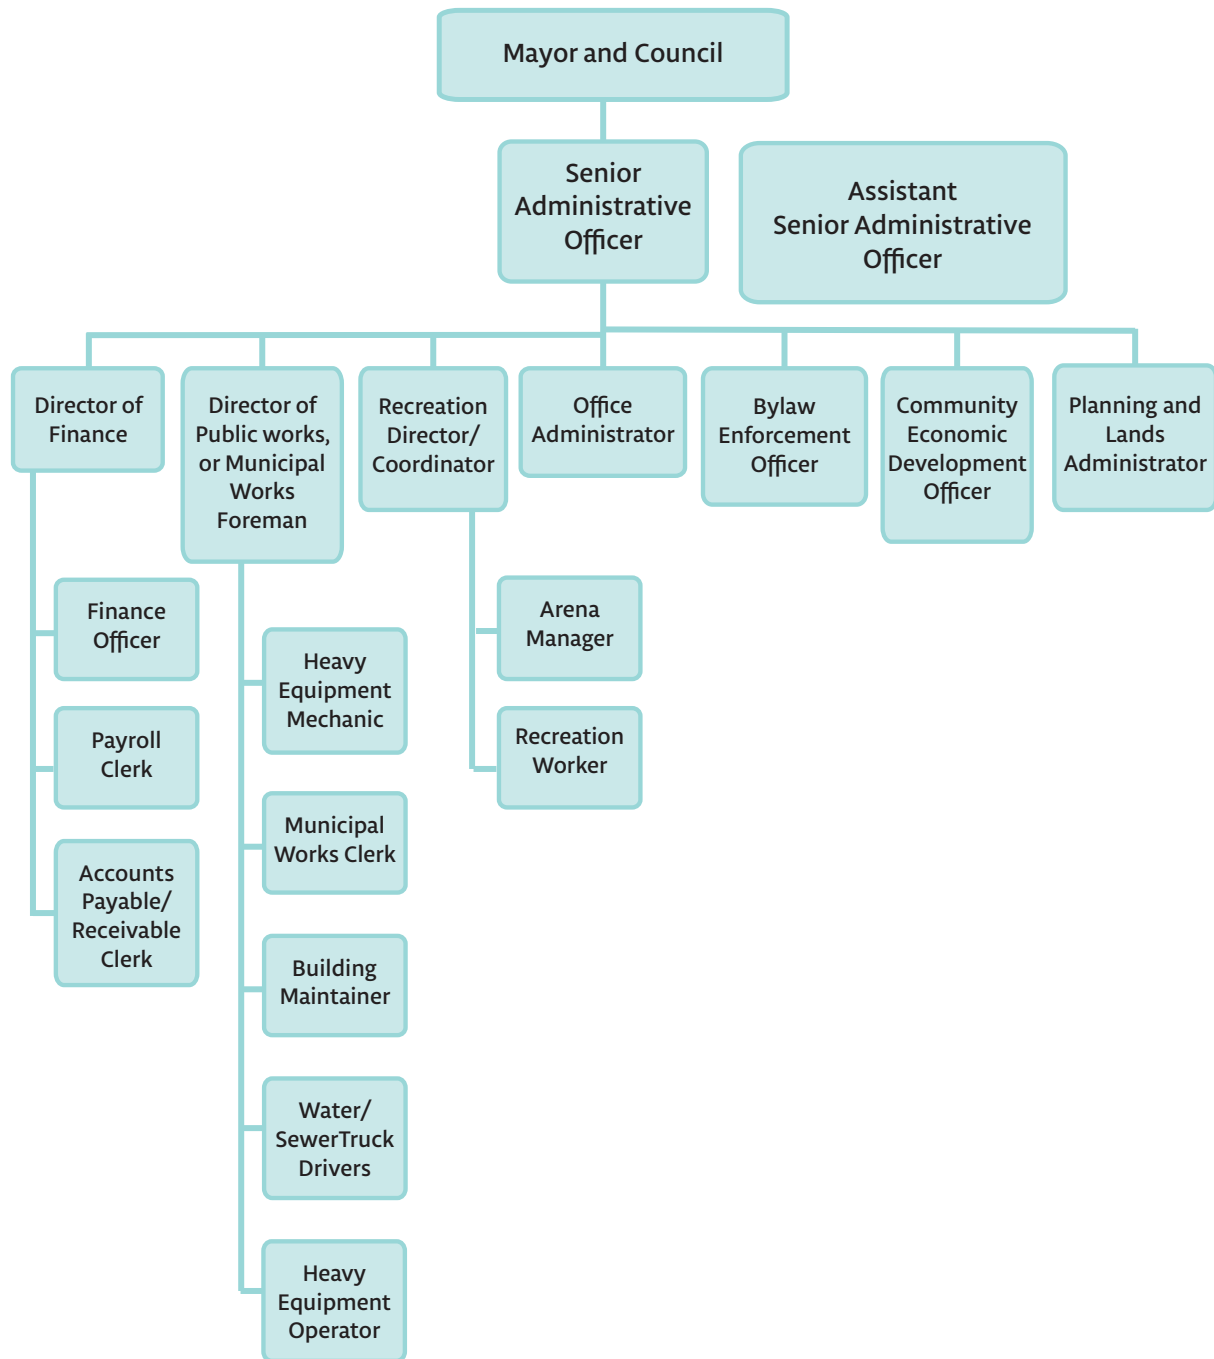 Mayor and Council
Senior
Administrative
Officer
Assistant
Senior Administrative
Officer
Director of
Finance
Director of
Public works,
or Municipal
Works
Foreman
Recreation
Director/
Coordinator
Office
Administrator
Bylaw
Enforcement
Officer
Community
Economic
Development
Officer
Planning and
Lands
Administrator
Finance
Officer
Payroll
Clerk
Accounts
Payable/
Receivable
Clerk
Heavy
Equipment
Mechanic
Municipal
Works Clerk
Building
Maintainer
Water/
SewerTruck
Drivers
Heavy
Equipment
Operator
Arena
Manager
Recreation
Worker